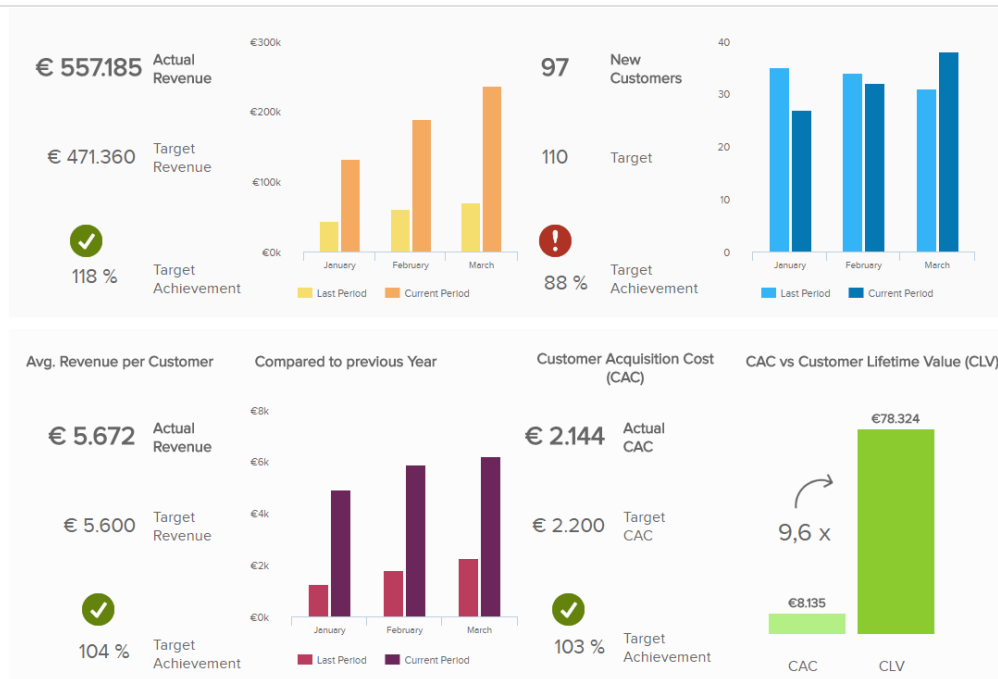 € 557.185
Actual
Revenue
€ 471.360
Target
Revenue
118 %
Target
Achievement
€300k
€200k
€100k
€0k
January
February
March
Last Period
Current Period
97
New
Customers
110
Target
88 %
Target
Achievement
40
30
20
10
0
January
February
March
Last Period
Current Period
Avg. Revenue per Customer
€ 5.672
Actual
Revenue
€ 5.600
Target
Revenue
104 %
Target
Achievement
Compared to previous Year
€8k
€6k
€4k
€2k
€0k
January
February
March
Last Period
Current Period
Customer Acquisition Cost
(CAC)
€ 2.144
Actual
CAC
€ 2.200
Target
CAC
103 %
Target
Achievement
CAC vs Customer Lifetime Value (CLV)
€78.324
9,6 x
€8.135
CAC
CLV